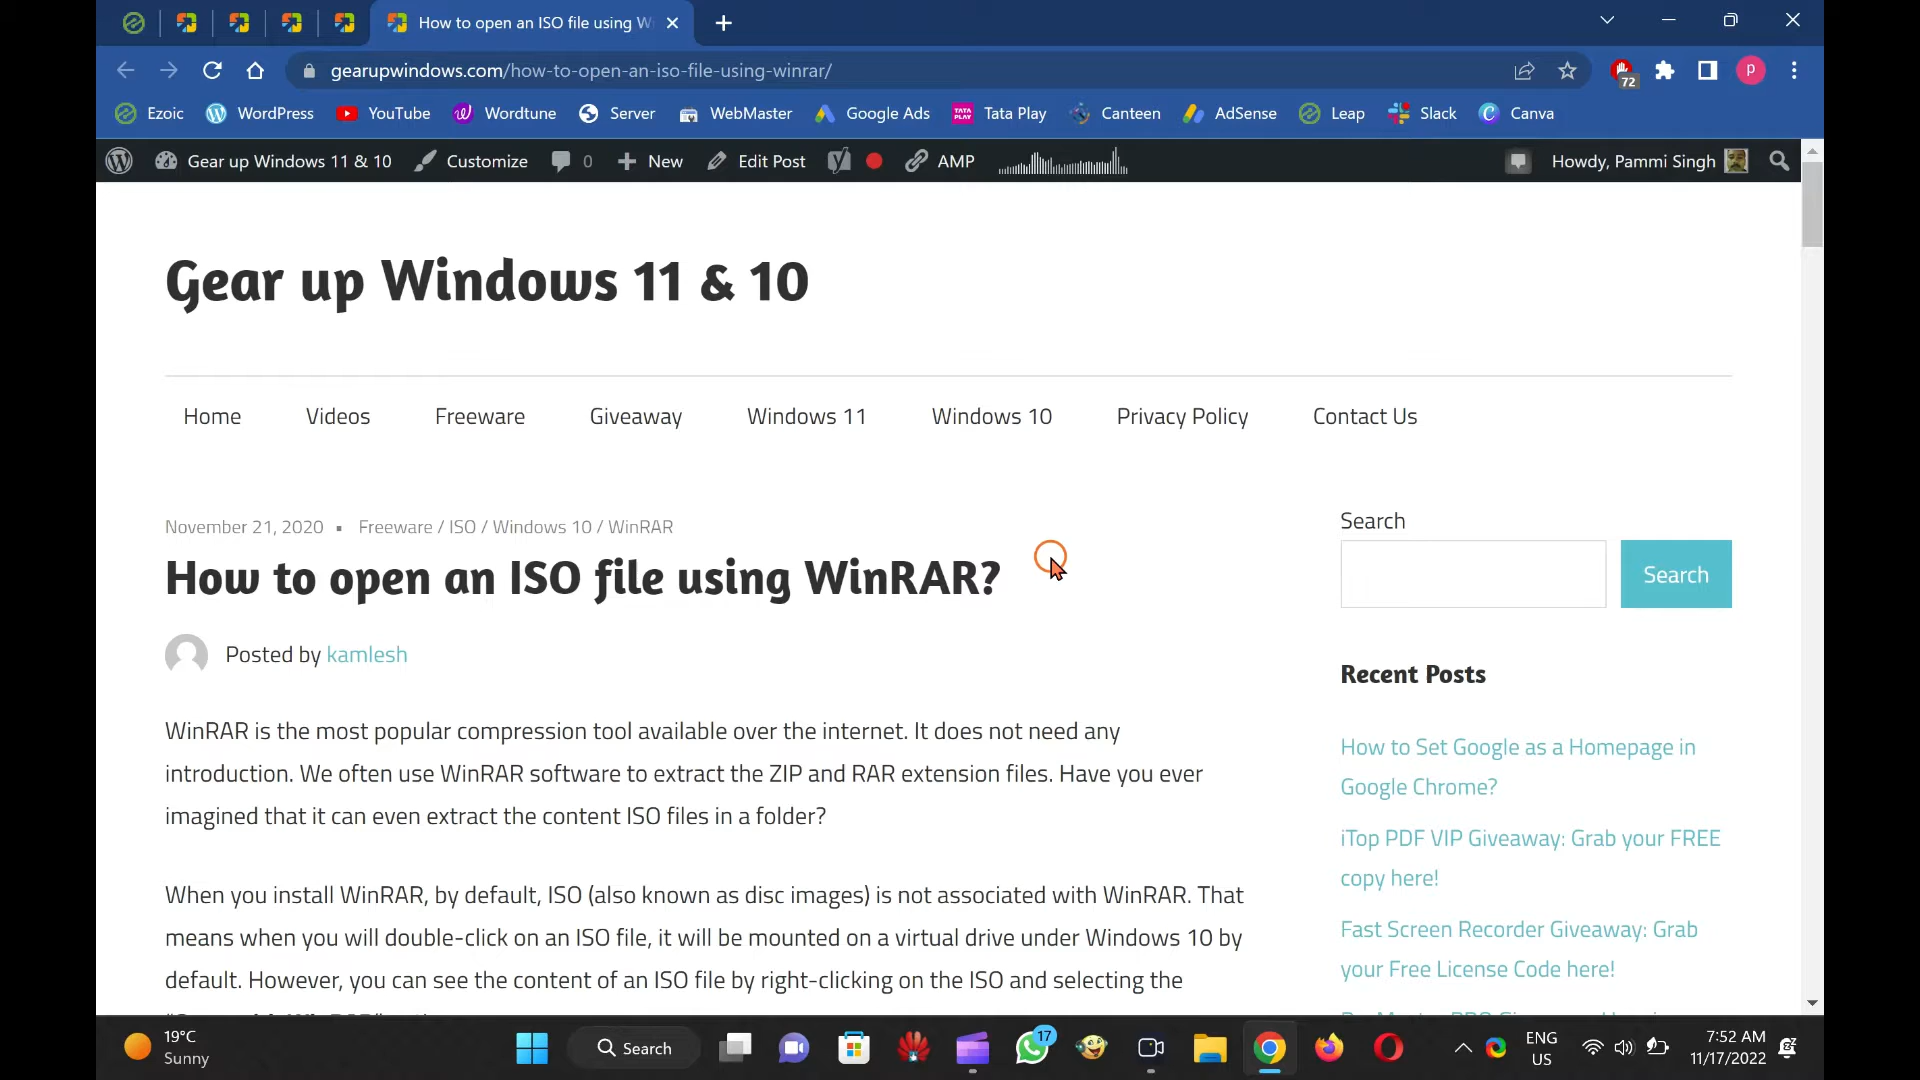 How to open an ISO file using W
gearupwindows.com/how-to-open-an-iso-file-using-winrar/
72
P
Ezoic
WordPress
YouTube
Wordtune
Server
WebMaster
Google Ads
TATA PLAY
Tata Play
Canteen
AdSense
Leap
Slack
Canva
Gear up Windows 11 & 10
Customize
0
New
Edit Post
AMP
Howdy, Pammi Singh
Gear up Windows 11 & 10
Home
Videos
Freeware
Giveaway
Windows 11
Windows 10
Privacy Policy
Contact Us
November 21, 2020 ▪ Freeware / ISO / Windows 10 / WinRAR
How to open an ISO file using WinRAR?
Posted by kamlesh
WinRAR is the most popular compression tool available over the internet. It does not need any
introduction. We often use WinRAR software to extract the ZIP and RAR extension files. Have you ever
imagined that it can even extract the content ISO files in a folder?
When you install WinRAR, by default, ISO (also known as disc images) is not associated with WinRAR. That
means when you will double-click on an ISO file, it will be mounted on a virtual drive under Windows 10 by
default. However, you can see the content of an ISO file by right-clicking on the ISO and selecting the
Search
Search
Recent Posts
How to Set Google as a Homepage in
Google Chrome?
iTop PDF VIP Giveaway: Grab your FREE
copy here!
Fast Screen Recorder Giveaway: Grab
your Free License Code here!
19°C
Sunny
Search
17
ENG
US
7:52 AM
11/17/2022